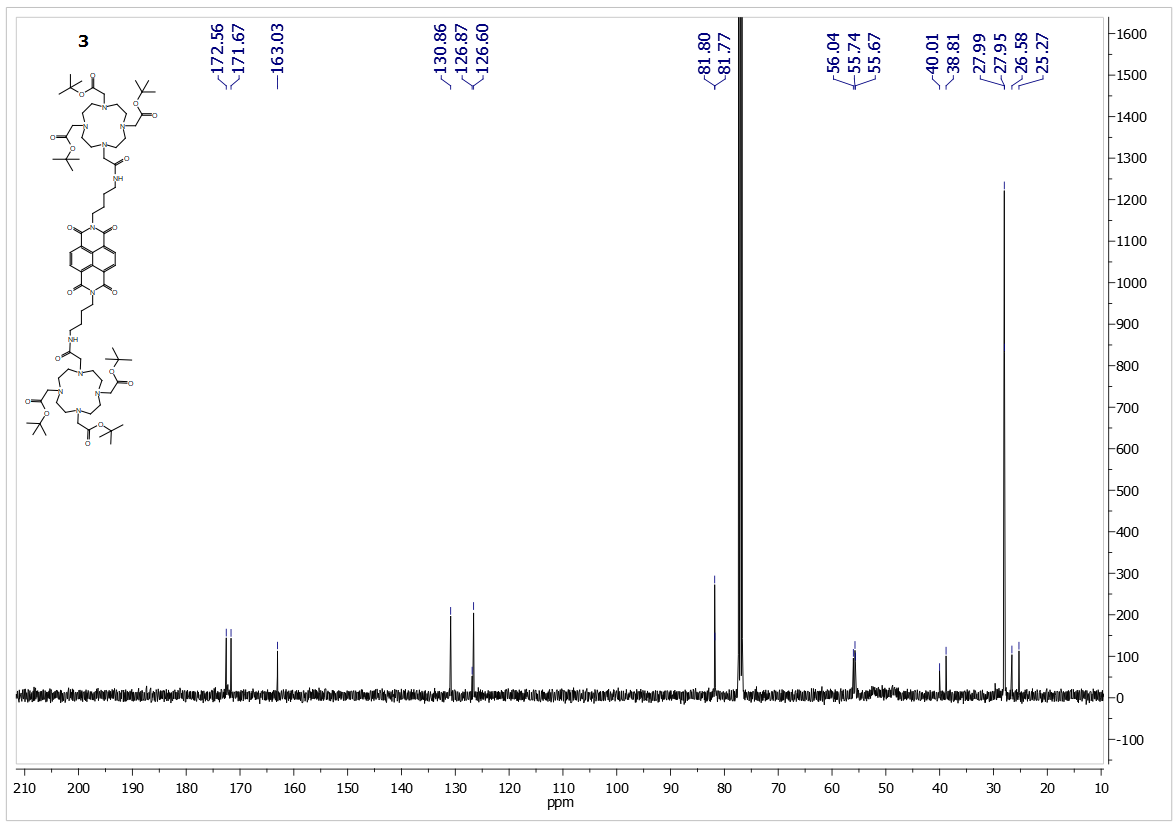 3
172.56
171.67
163.03
130.86
126.87
126.60
81.80
81.77
56.04
55.74
55.67
40.01
38.81
27.99
27.95
26.58
25.27
O
O
O
O
N
N
N
O
O
N
O
NH
O
N
O
O
N
O
NH
O
N
O
O
N
N
O
O
N
O
O
O
1600
1500
1400
1300
1200
1100
1000
900
800
700
600
500
400
300
200
100
0
-100
210 200 190 180 170 160 150 140 130 120 110 100 90 80 70 60 50 40 30 20 10
ppm